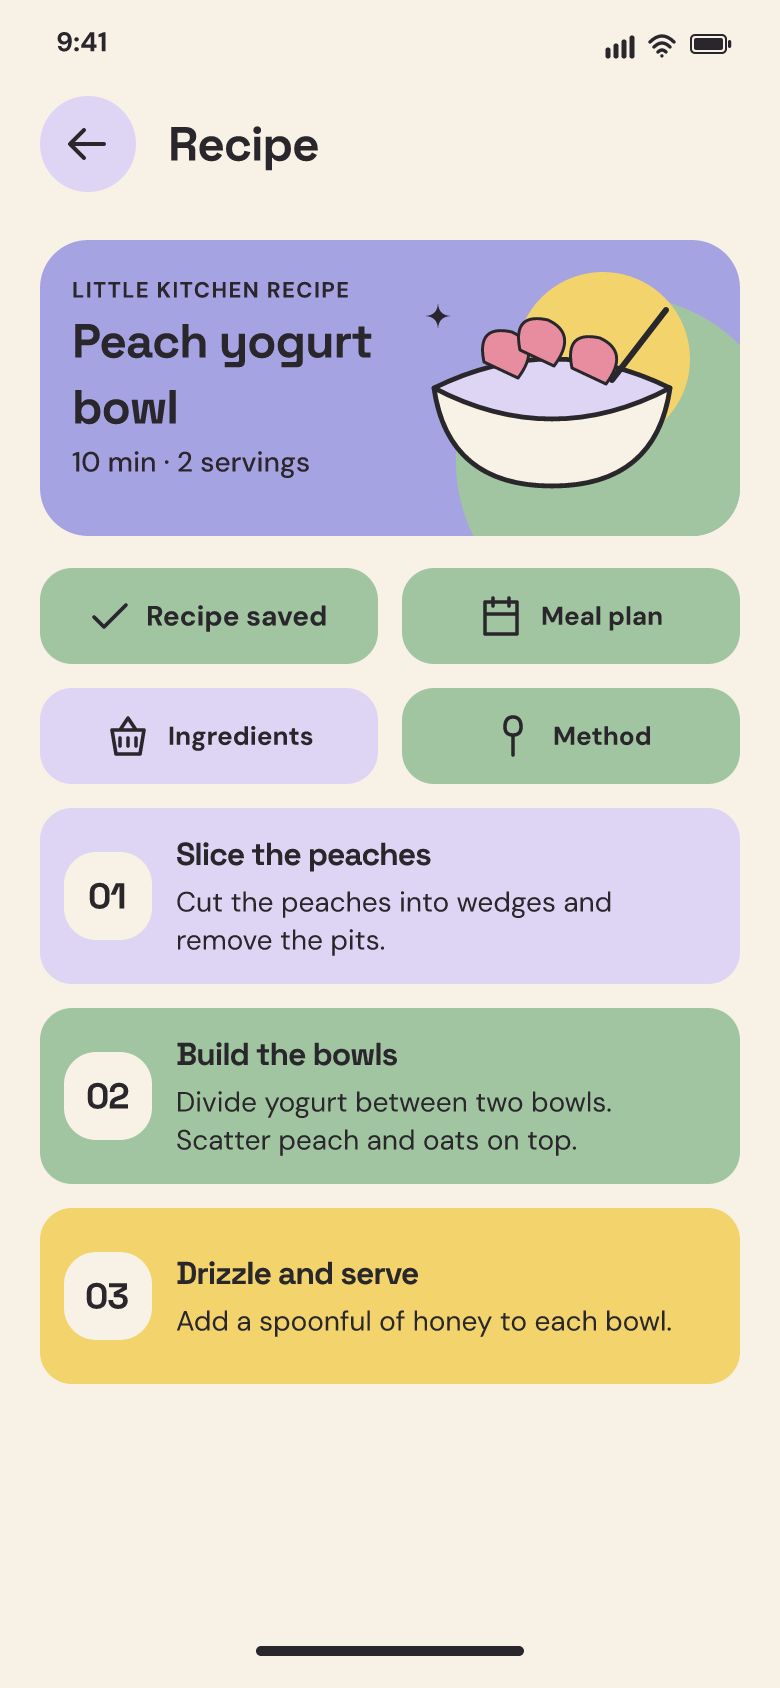 9:41
Recipe
LITTLE KITCHEN RECIPE
Peach yogurt
bowl
10 min · 2 servings
Recipe saved
Meal plan
Ingredients
Method
01
Slice the peaches
Cut the peaches into wedges and
remove the pits.
02
Build the bowls
Divide yogurt between two bowls.
Scatter peach and oats on top.
03
Drizzle and serve
Add a spoonful of honey to each bowl.